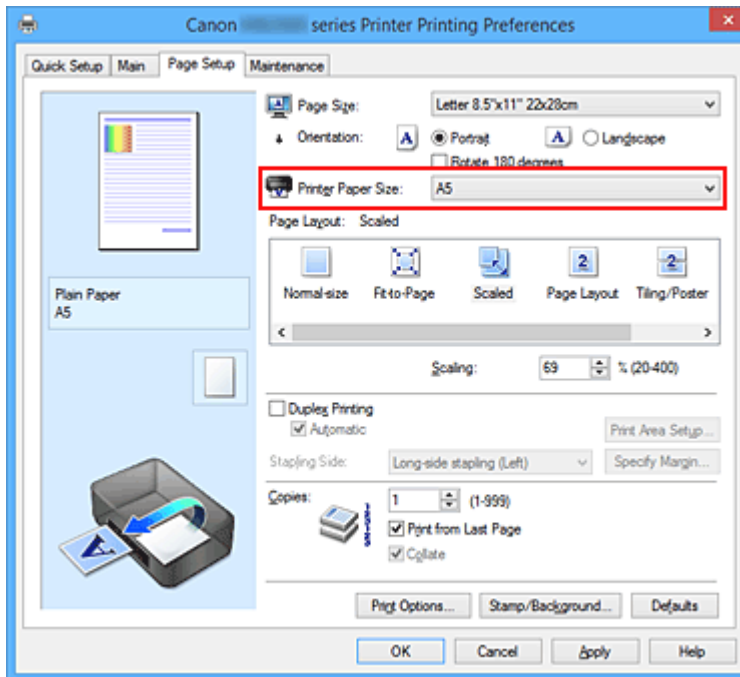 Canon series Printer Printing Preferences
Quick Setup Main Page Setup Maintenance
Page Size: Letter 8.5"x11" 22x28cm
Orientation: A Portrait A Landscape
Rotate 180 degrees
Printer Paper Size: A5
Page Layout: Scaled
Normal-size Fit-to-Page Scaled Page Layout Tiling/Poster
Plain Paper
A5
Scaling: 69 % (20-400)
Duplex Printing
Automatic
Print Area Setup...
Stapling Side: Long-side stapling (Left) Specify Margin...
Copies: 1 (1-999)
Print from Last Page
Collate
Print Options... Stamp/Background... Defaults
OK Cancel Apply Help